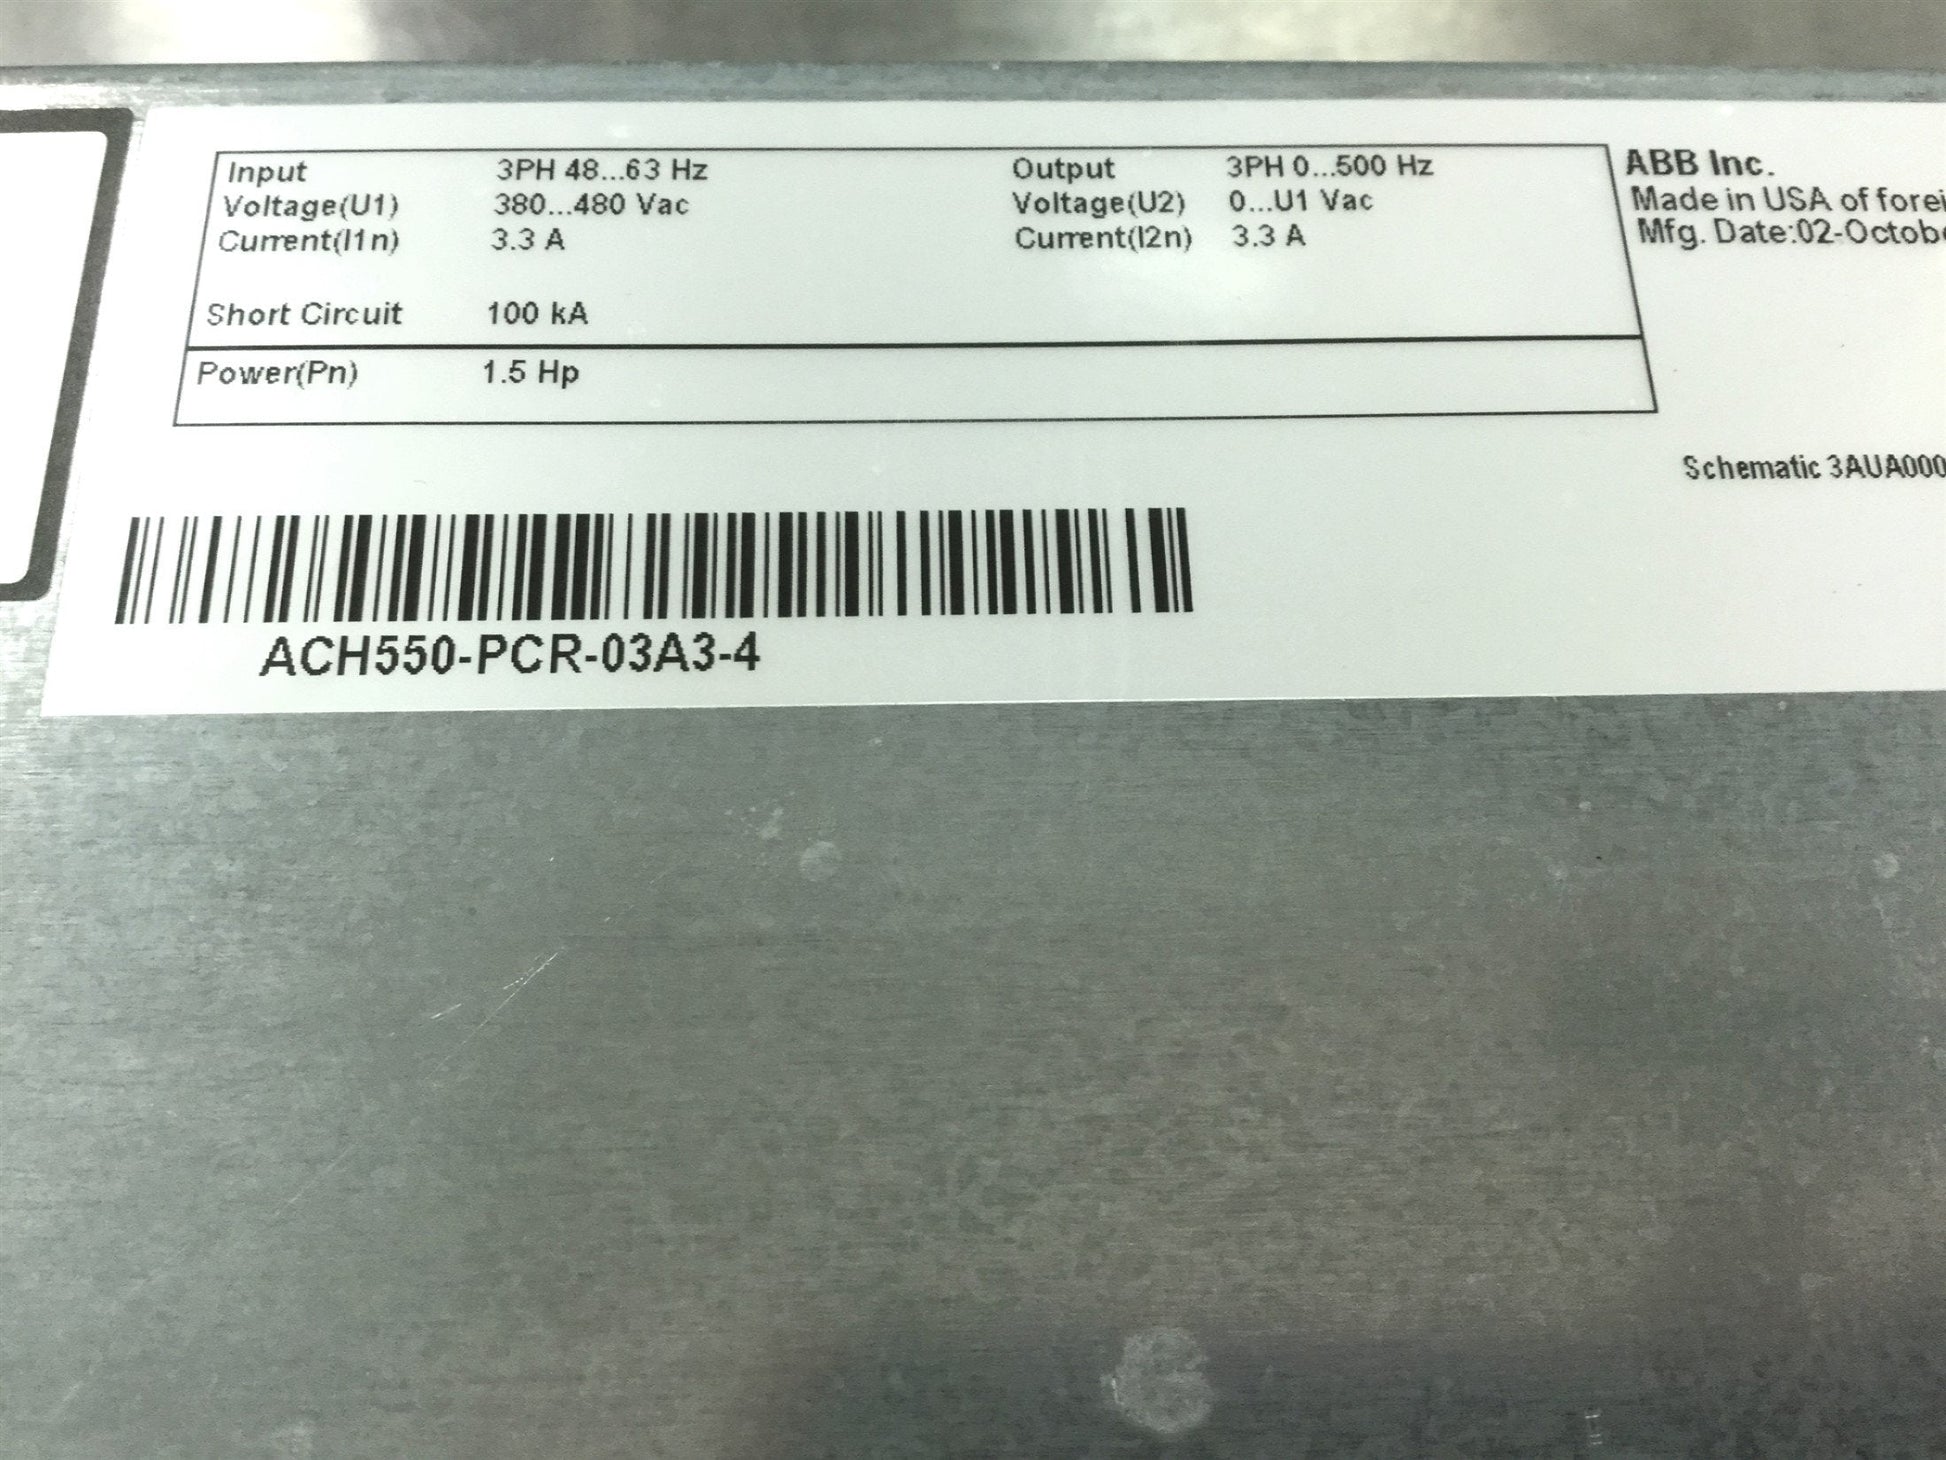 Input 3PH 48...63 Hz Output 3PH 0...500 Hz
Voltage(U1) 380...480 Vac Voltage(U2) 0...U1 Vac
Current(I1n) 3.3 A Current(I2n) 3.3 A
Short Circuit 100 kA
Power(Pn) 1.5 Hp
ABB Inc.
Made in USA of
Mfg. Date:02-
Schematic 3AUA000
ACH550-PCR-03A3-4